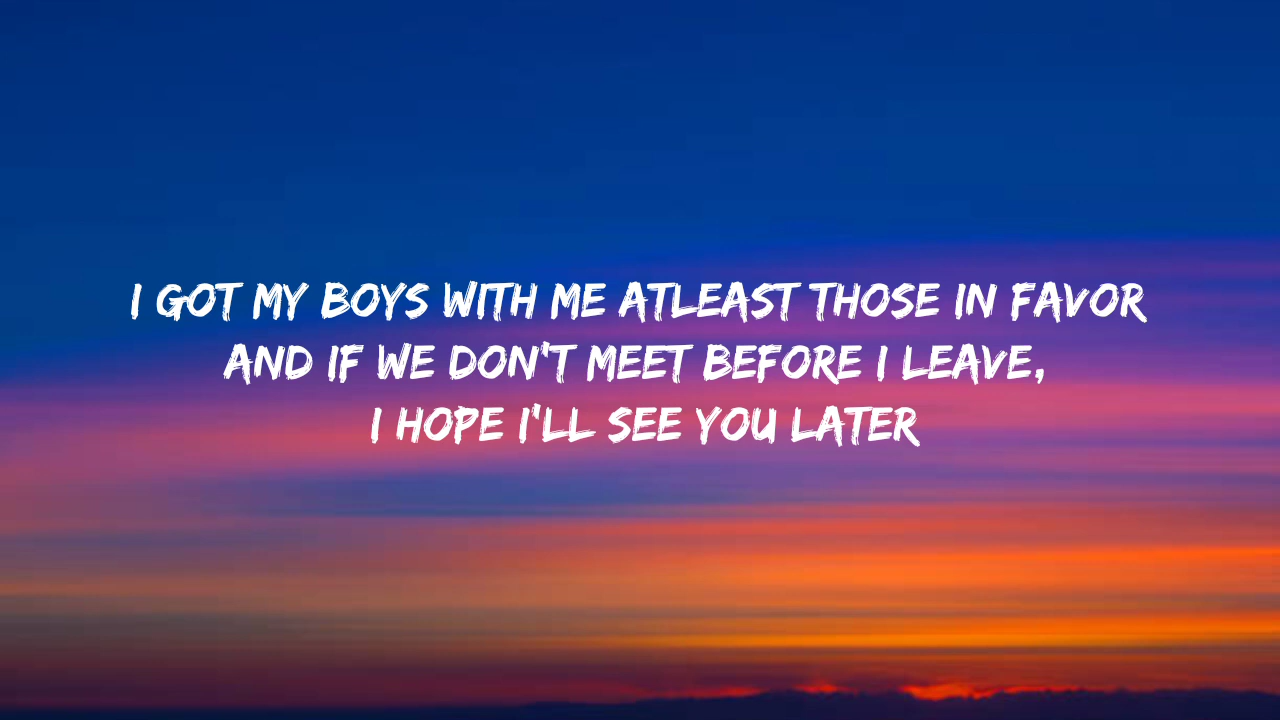 I GOT MY BOYS WITH ME ATLEAST THOSE IN FAVOR
AND IF WE DON'T MEET BEFORE I LEAVE,
I HOPE I'LL SEE YOU LATER